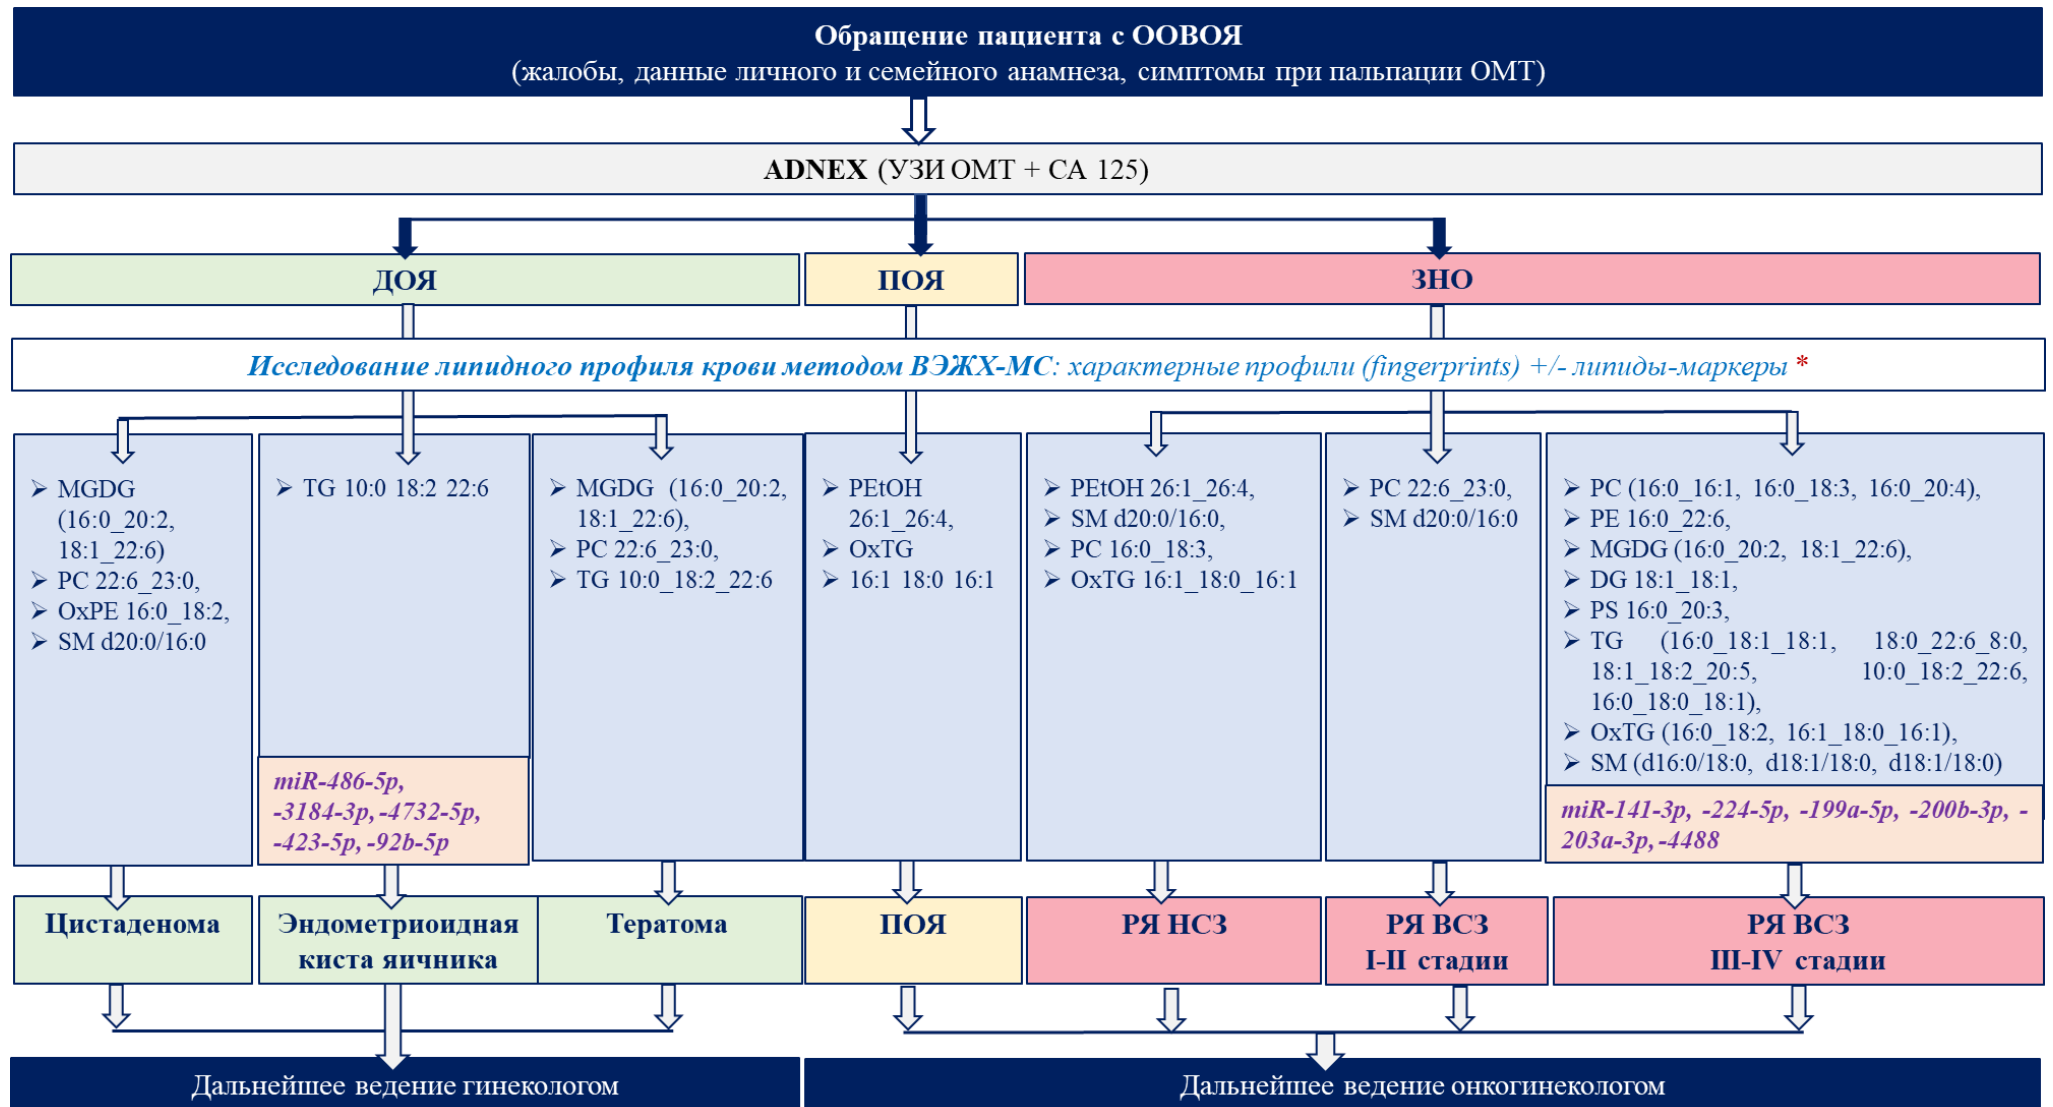 Обращение пациента с ООВОЯ
(жалобы, данные личного и семейного анамнеза, симптомы при пальпации ОМТ)
ADNEX (УЗИ ОМТ + СА 125)
ДОЯ
ПОЯ
ЗНО
Исследование липидного профиля крови методом ВЭЖХ-МС: характерные профили (fingerprints) +/- липиды-маркеры *
➢ MGDG
(16:0_20:2,
18:1_22:6)
➢ PC 22:6_23:0,
➢ OxPE 16:0_18:2,
➢ SM d20:0/16:0
➢ TG 10:0 18:2 22:6
miR-486-5p,
-3184-3p, -4732-5p,
-423-5p, -92b-5p
➢ MGDG (16:0_20:2,
18:1_22:6),
➢ PC 22:6_23:0,
➢ TG 10:0_18:2_22:6
➢ PEtOH
26:1_26:4,
➢ OxTG
➢ 16:1 18:0 16:1
➢ PEtOH 26:1_26:4,
➢ SM d20:0/16:0,
➢ PC 16:0_18:3,
➢ OxTG 16:1_18:0_16:1
➢ PC 22:6_23:0,
➢ SM d20:0/16:0
➢ PC (16:0_16:1, 16:0_18:3, 16:0_20:4),
➢ PE 16:0_22:6,
➢ MGDG (16:0_20:2, 18:1_22:6),
➢ DG 18:1_18:1,
➢ PS 16:0_20:3,
➢ TG (16:0_18:1_18:1, 18:0_22:6_8:0,
18:1_18:2_20:5, 10:0_18:2_22:6,
16:0_18:0_18:1),
➢ OxTG (16:0_18:2, 16:1_18:0_16:1),
➢ SM (d16:0/18:0, d18:1/18:0, d18:1/18:0)
miR-141-3p, -224-5p, -199a-5p, -200b-3p, -
203a-3p, -4488
Цистаденома
Эндометриоидная
киста яичника
Тератома
ПОЯ
РЯ НСЗ
РЯ ВСЗ
I-II стадии
РЯ ВСЗ
III-IV стадии
Дальнейшее ведение гинекологом
Дальнейшее ведение онкогинекологом